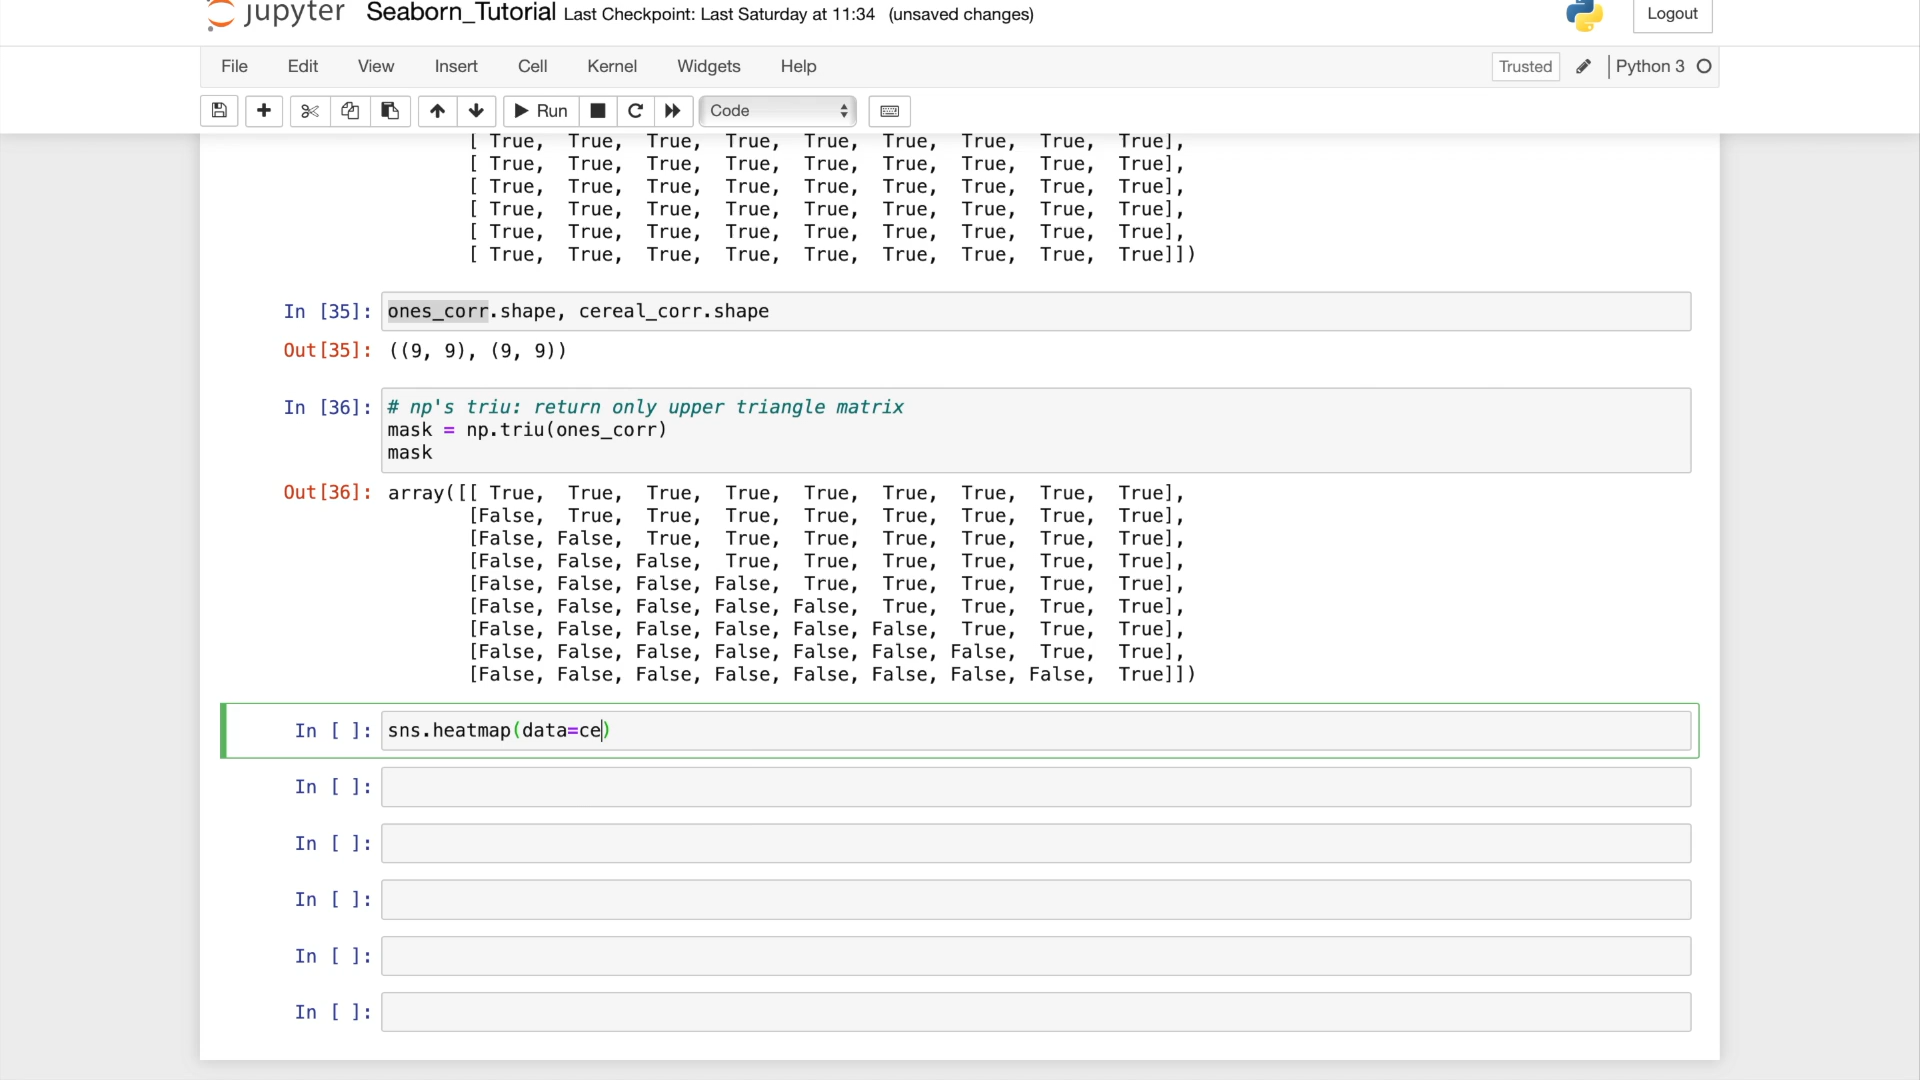 jupyter Seaborn_Tutorial Last Checkpoint: Last Saturday at 11:34 (unsaved changes) Logout
File Edit View Insert Cell Kernel Widgets Help Trusted Python 3
Run Code
[ True, True, True, True, True, True, True, True, True],
[ True, True, True, True, True, True, True, True, True],
[ True, True, True, True, True, True, True, True, True],
[ True, True, True, True, True, True, True, True, True],
[ True, True, True, True, True, True, True, True, True],
[ True, True, True, True, True, True, True, True, True]])
In [35]: ones_corr.shape, cereal_corr.shape
Out[35]: ((9, 9), (9, 9))
In [36]: # np's triu: return only upper triangle matrix
mask = np.triu(ones_corr)
mask
Out[36]: array([[ True, True, True, True, True, True, True, True, True],
[False, True, True, True, True, True, True, True, True],
[False, False, True, True, True, True, True, True, True],
[False, False, False, True, True, True, True, True, True],
[False, False, False, False, True, True, True, True, True],
[False, False, False, False, False, True, True, True, True],
[False, False, False, False, False, False, True, True, True],
[False, False, False, False, False, False, False, True, True],
[False, False, False, False, False, False, False, False, True]])
In [ ]: sns.heatmap(data=ce)
In [ ]:
In [ ]:
In [ ]:
In [ ]:
In [ ]: